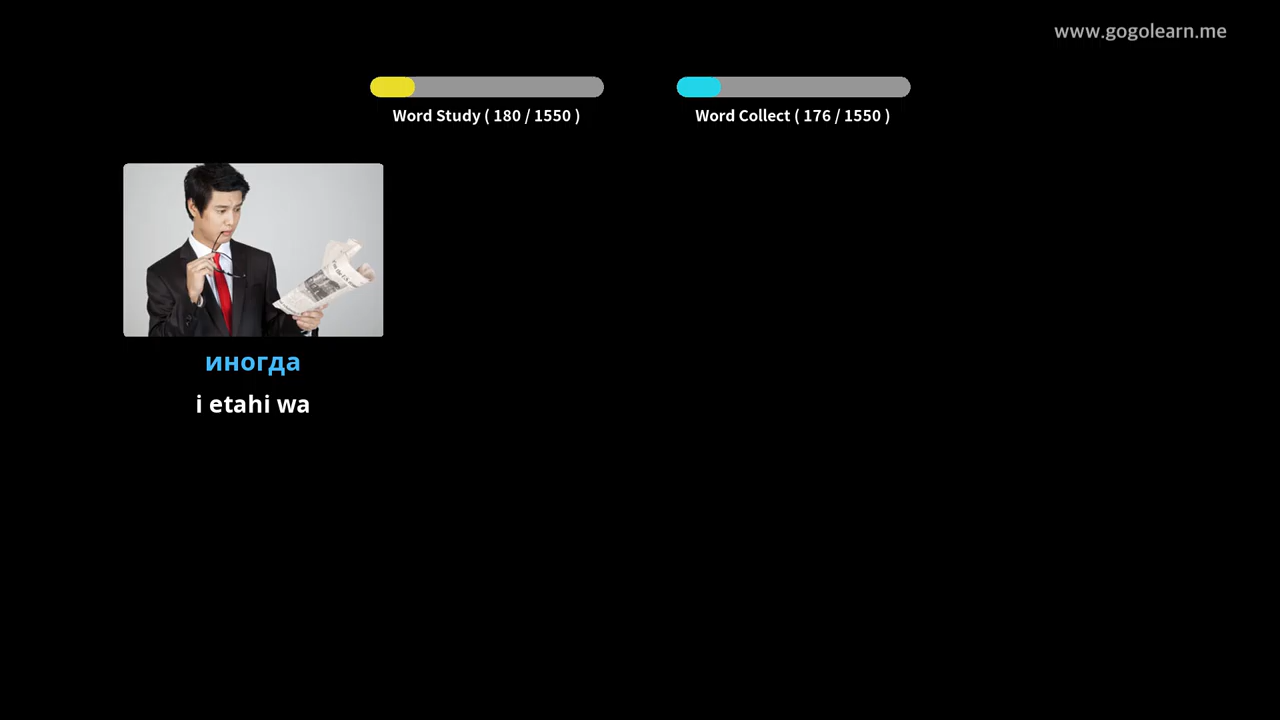 www.gogolearn.me
Word Study ( 180 / 1550 )
Word Collect ( 176 / 1550 )
иногда
i etahi wa